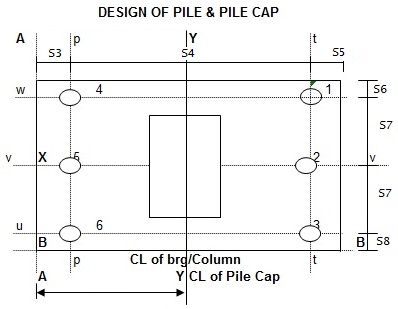 DESIGN OF PILE & PILE CAP
A p Y t
S3 S4 S5
w 4 1 S6
S7
v X 5 2 v
S7
u 6 3
B B S8
p CL of brg/Column t
A Y CL of Pile Cap